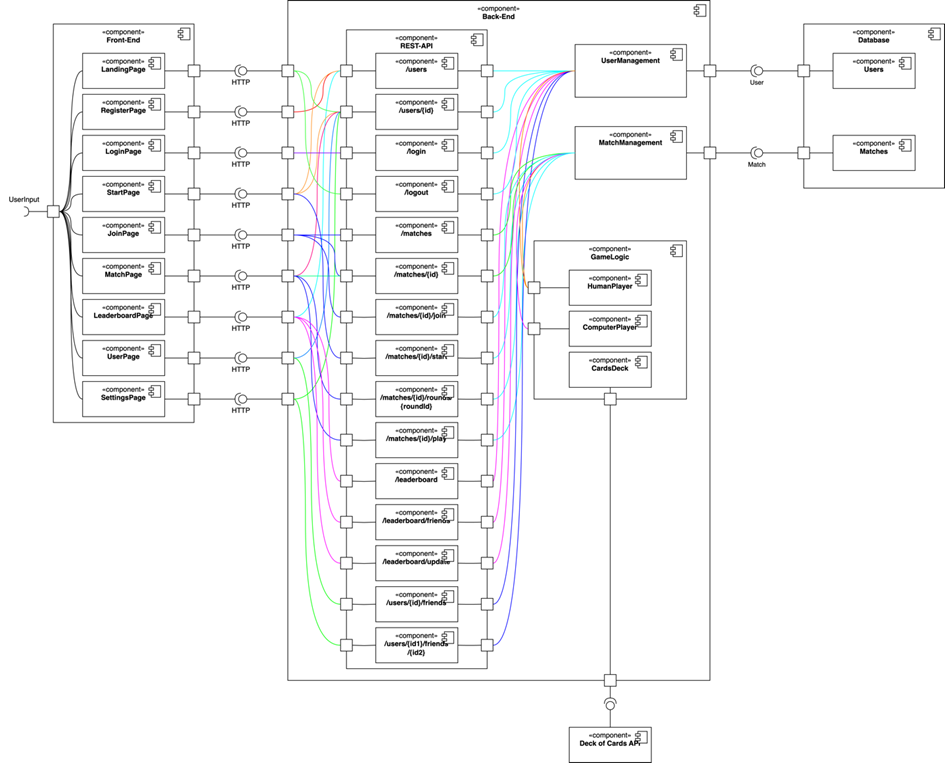 «component»
Back-End
«component»
Front-End
«component»
REST-API
«component»
Database
«component»
LandingPage
HTTP
«component»
/users
«component»
UserManagement
User
«component»
Users
«component»
RegisterPage
HTTP
«component»
/users/{id}
«component»
LoginPage
HTTP
«component»
/login
«component»
MatchManagement
Match
«component»
Matches
«component»
StartPage
HTTP
«component»
/logout
UserInput
«component»
JoinPage
HTTP
«component»
/matches
«component»
GameLogic
«component»
MatchPage
HTTP
«component»
/matches/{id}
«component»
HumanPlayer
«component»
LeaderboardPage
HTTP
«component»
/matches/{id}/join
«component»
ComputerPlayer
«component»
UserPage
HTTP
«component»
/matches/{id}/start
«component»
CardsDeck
«component»
SettingsPage
HTTP
«component»
/matches/{id}/rounds/
{roundId}
«component»
/matches/{id}/play
«component»
/leaderboard
«component»
/leaderboard/friends
«component»
/leaderboard/update
«component»
/users/{id}/friends
«component»
/users/{id1}/friends
/{id2}
«component»
Deck of Cards API